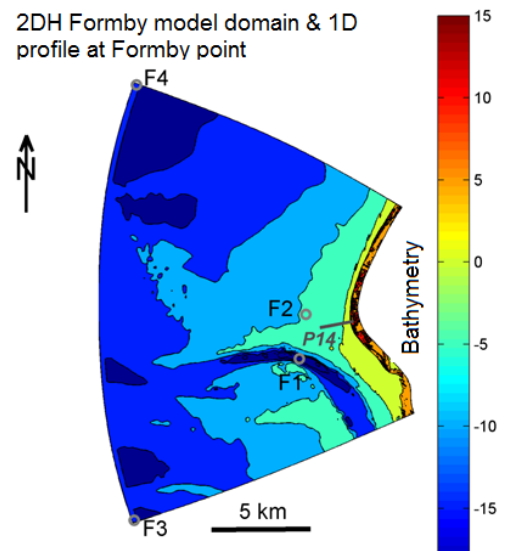 2DH Formby model domain & 1D
profile at Formby point
F4
N
F2
P14
F1
F3
5 km
Bathymetry
15
10
5
0
-5
-10
-15